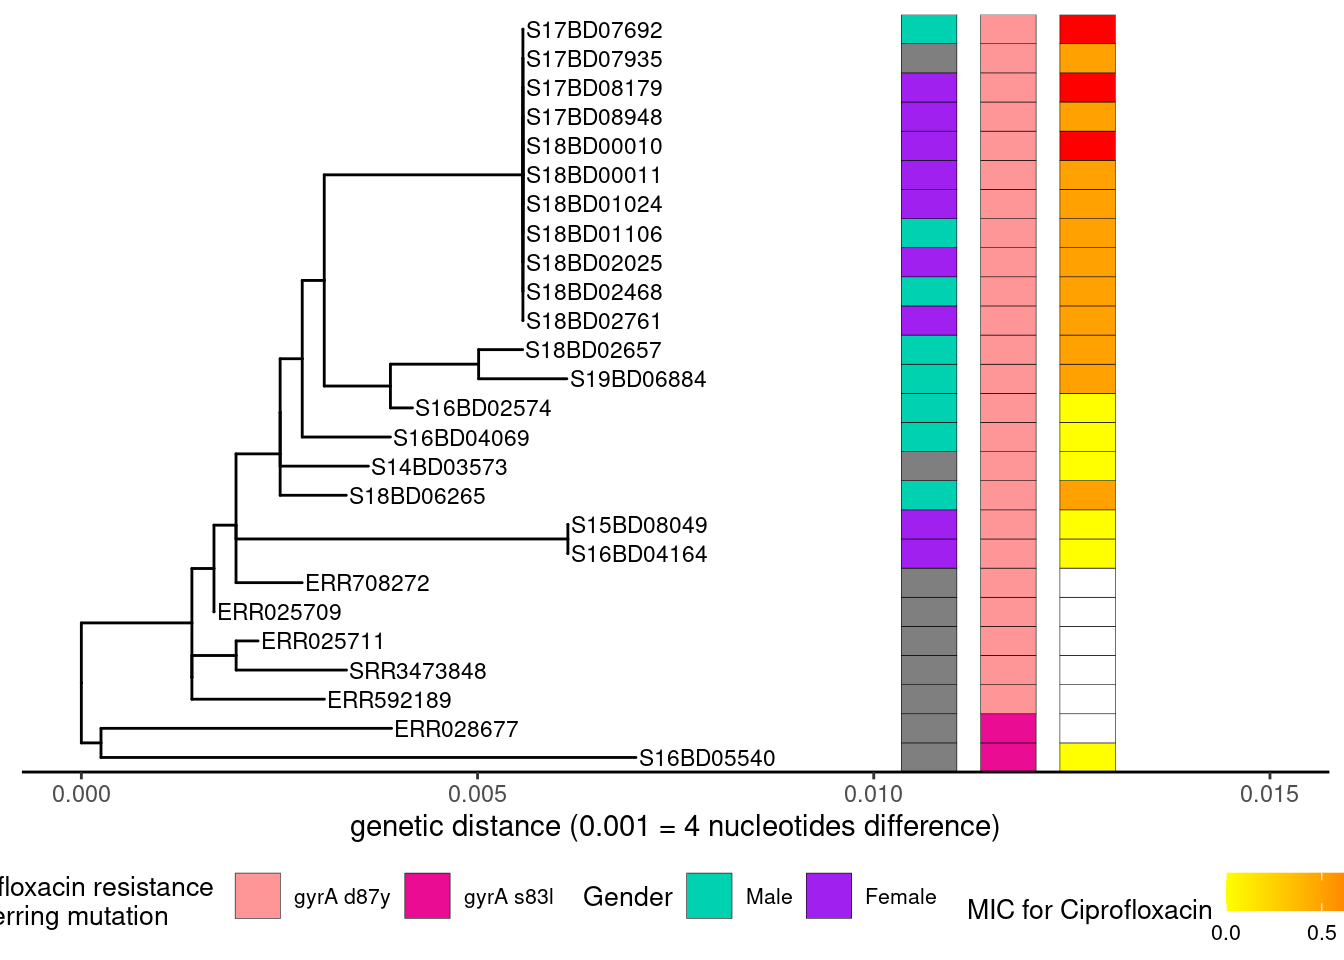 S17BD07692
S17BD07935
S17BD08179
S17BD08948
S18BD00010
S18BD00011
S18BD01024
S18BD01106
S18BD02025
S18BD02468
S18BD02761
S18BD02657
S19BD06884
S16BD02574
S16BD04069
S14BD03573
S18BD06265
S15BD08049
S16BD04164
ERR708272
ERR025709
ERR025711
SRR3473848
ERR592189
ERR028677
S16BD05540
0.000 0.005 0.010 0.015
genetic distance (0.001 = 4 nucleotides difference)
floxacin resistance
erring mutation
gyrA d87y gyrA s83l
Gender Male Female
MIC for Ciprofloxacin
0.0 0.5